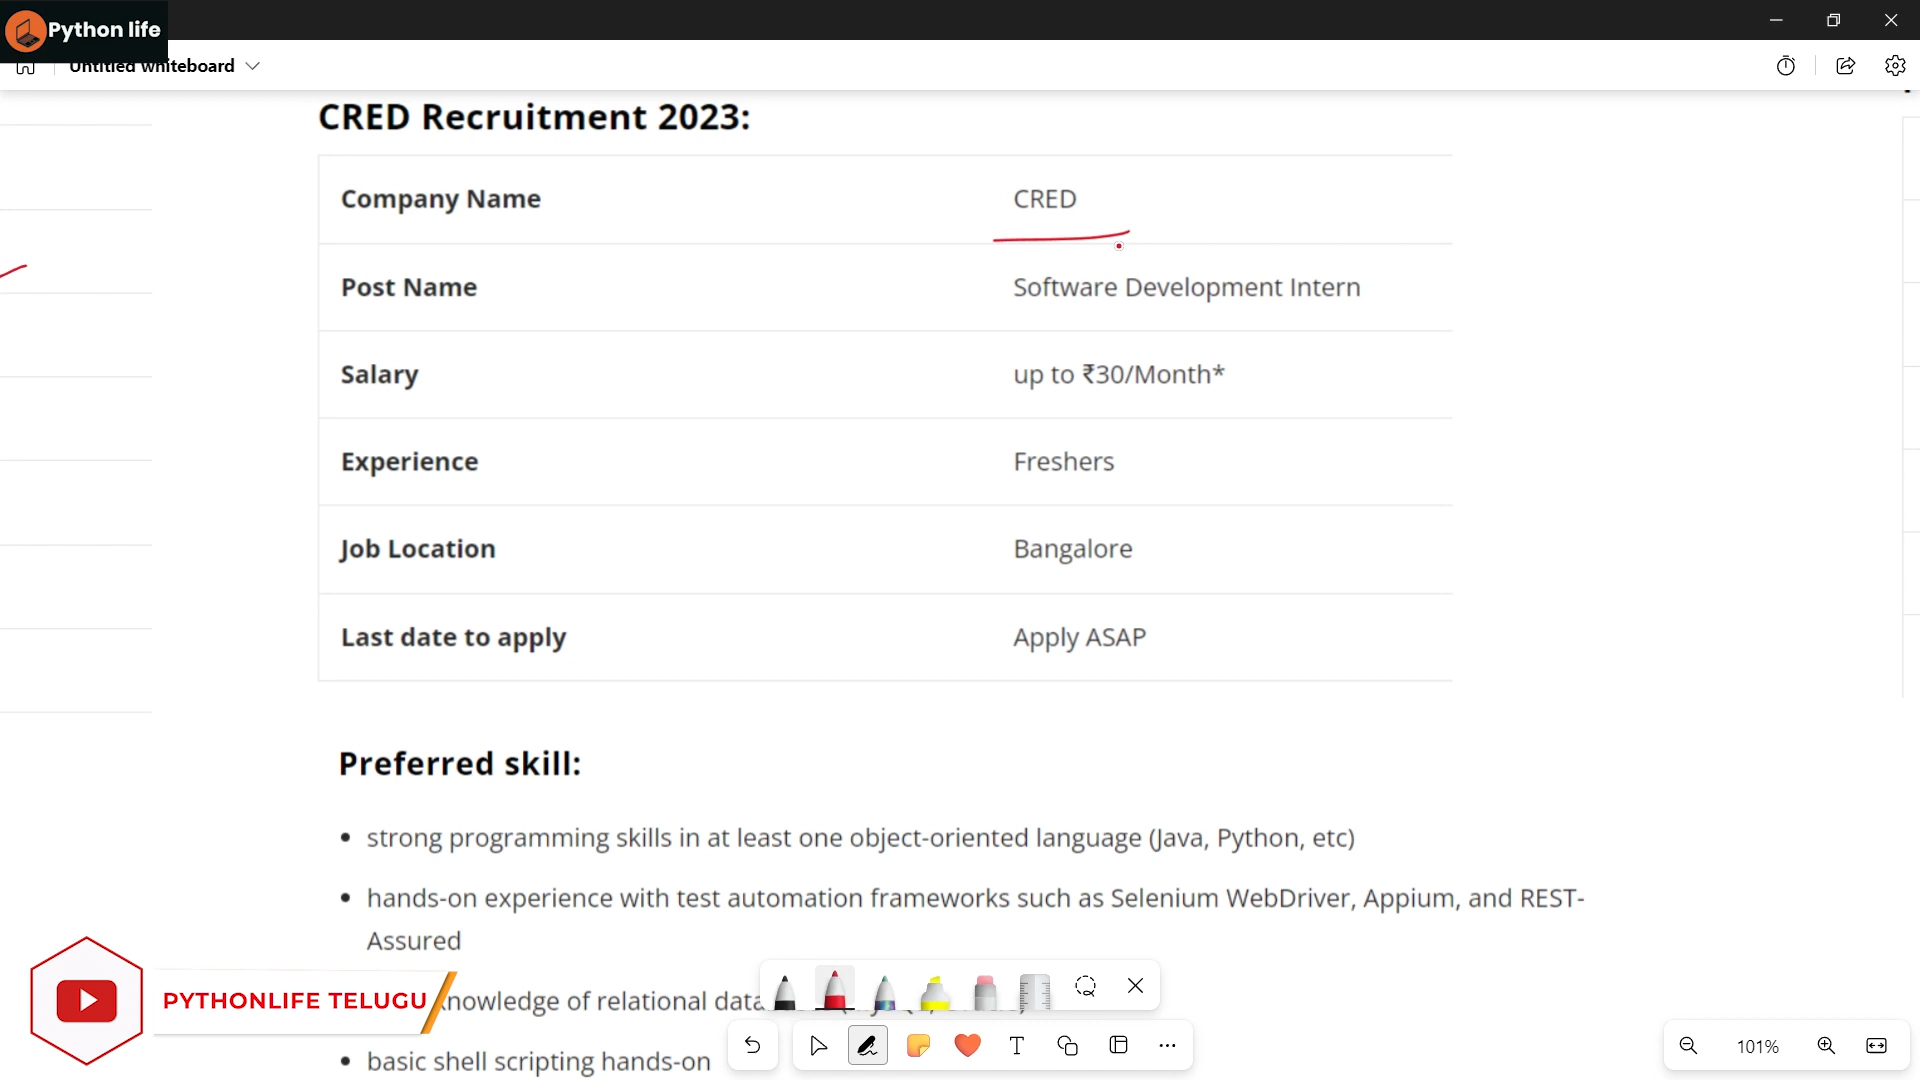 Python life
Untitled whiteboard
CRED Recruitment 2023:
Company Name CRED
Post Name Software Development Intern
Salary up to ₹30/Month*
Experience Freshers
Job Location Bangalore
Last date to apply Apply ASAP
Preferred skill:
strong programming skills in at least one object-oriented language (Java, Python, etc)
hands-on experience with test automation frameworks such as Selenium WebDriver, Appium, and REST-
Assured
PYTHONLIFE TELUGU
knowledge of relational
basic shell scripting hands-on
101%